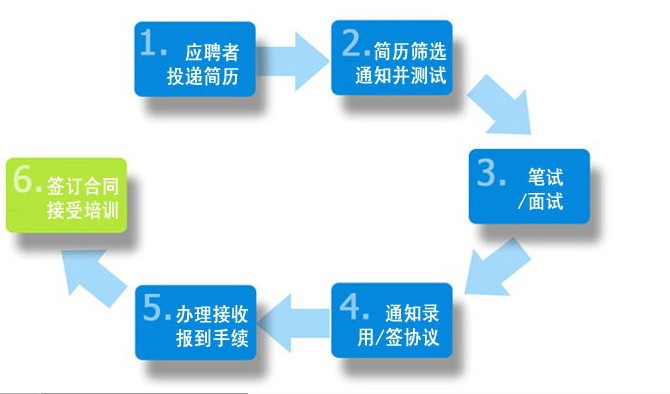 1. 应聘者
投递简历
2. 简历筛选
通知并测试
3. 笔试
/面试
4. 通知录
用/签协议
5. 办理接收
报到手续
6. 签订合同
接受培训